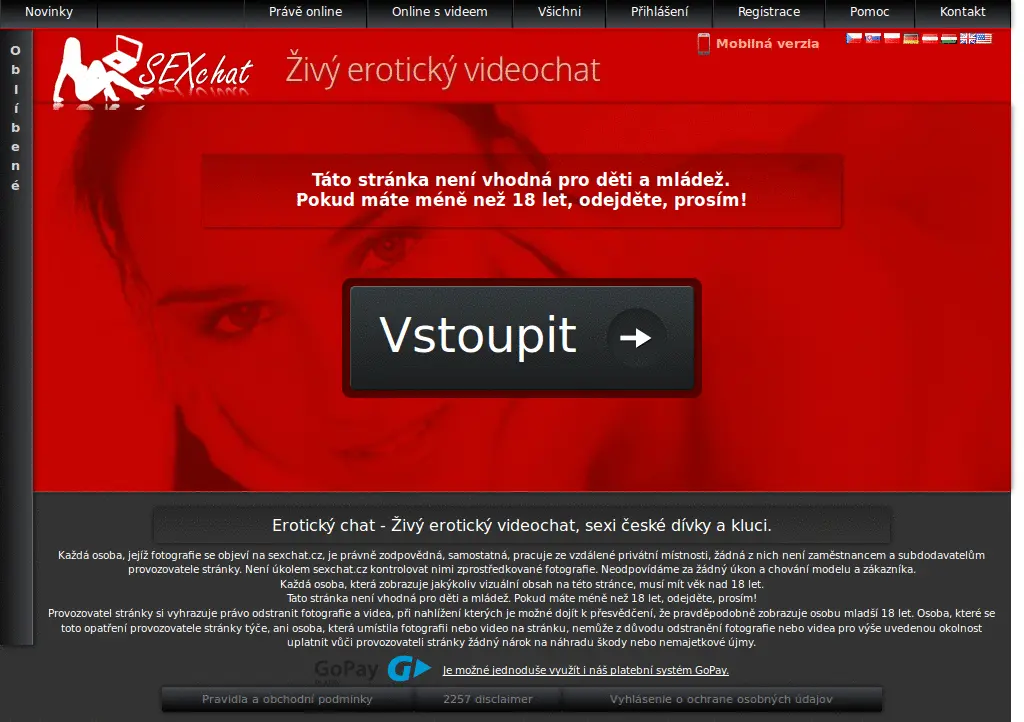 Novinky
Právě online
Online s videem
Všichni
Přihlášení
Registrace
Pomoc
Kontakt
Oblíbené
SEXchat
Živý erotický videochat
Mobilná verzia
Táto stránka není vhodná pro děti a mládež.
Pokud máte méně než 18 let, odejděte, prosím!
Vstoupit
Erotický chat - Živý erotický videochat, sexi české dívky a kluci.
Každá osoba, jejíž fotografie se objeví na sexchat.cz, je právně zodpovědná, samostatná, pracuje ze vzdálené privátní místnosti, žádná z nich není zaměstnancem a subdodavatelům
provozovatele stránky. Není úkolem sexchat.cz kontrolovat nimi zprostředkované fotografie. Neodpovídáme za žádný úkon a chování modelu a zákazníka.
Každá osoba, která zobrazuje jakýkoliv vizuální obsah na této stránce, musí mít věk nad 18 let.
Tato stránka není vhodná pro děti a mládež. Pokud máte méně než 18 let, odejděte, prosím!
Provozovatel stránky si vyhrazuje právo odstranit fotografie a videa, při nahlížení kterých je možné dojít k přesvědčení, že pravděpodobně zobrazuje osobu mladší 18 let. Osoba, které se
toto opatření provozovatele stránky týče, ani osoba, která umístila fotografii nebo video na stránku, nemůže z důvodu odstranění fotografie nebo videa pro výše uvedenou okolnost
uplatnit vůči provozovateli stránky žádný nárok na náhradu škody nebo nemajetkové újmy.
GoPay
Je možné jednoduše využít i náš platební systém GoPay.
Pravidla a obchodní podmínky
2257 disclaimer
Vyhlásenie o ochrane osobných údajov